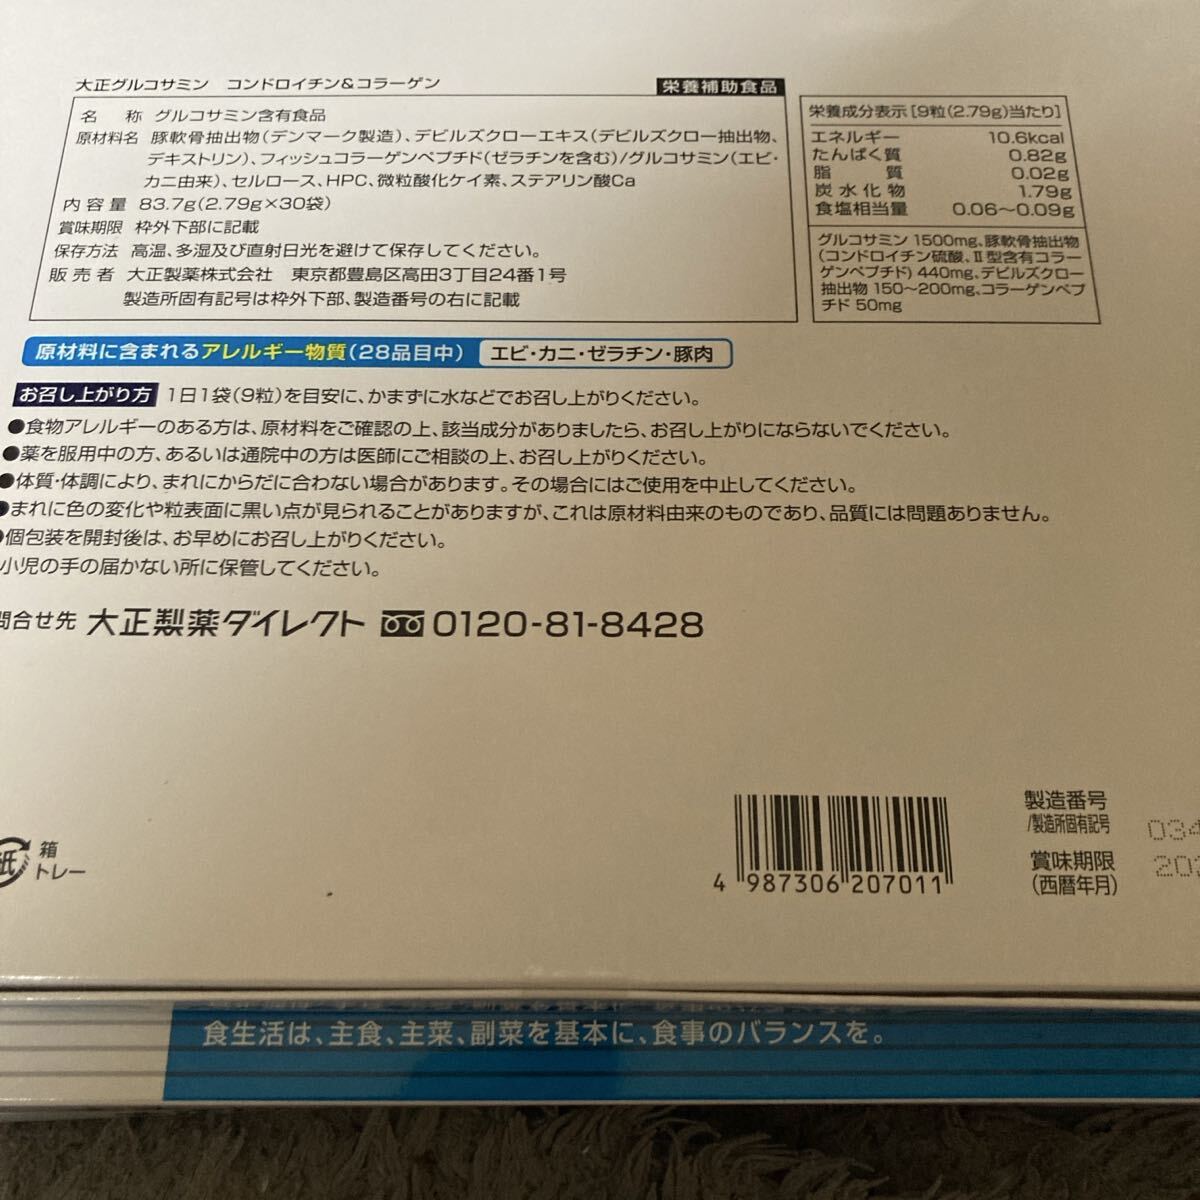 大正グルコサミン コンドロイチン&コラーゲン
栄養補助食品
名称 グルコサミン含有食品
原材料名 豚軟骨抽出物(デンマーク製造)、デビルズクローエキス(デビルズクロー抽出物、
デキストリン)、フィッシュコラーゲンペプチド(ゼラチンを含む)/グルコサミン(エビ・
カニ由来)、セルロース、HPC、微粒酸化ケイ素、ステアリン酸Ca
内容量 83.7g(2.79g×30袋)
賞味期限 枠外下部に記載
保存方法 高温、多湿及び直射日光を避けて保存してください。
販売者 大正製薬株式会社 東京都豊島区高田3丁目24番1号
製造所固有記号は枠外下部、製造番号の右に記載
栄養成分表示[9粒(2.79g)当たり]
エネルギー 10.6kcal
たんぱく質 0.82g
脂質 0.02g
炭水化物 1.79g
食塩相当量 0.06〜0.09g
グルコサミン 1500mg、豚軟骨抽出物
(コンドロイチン硫酸、Ⅱ型含有コラー
ゲンペプチド) 440mg、デビルズクロー
抽出物 150〜200mg、コラーゲンペプ
チド 50mg
原材料に含まれるアレルギー物質(28品目中) エビ・カニ・ゼラチン・豚肉
お召し上がり方 1日1袋(9粒)を目安に、かまずに水などでお召し上がりください。
●食物アレルギーのある方は、原材料をご確認の上、該当成分がありましたら、お召し上がりにならないでください。
●薬を服用中の方、あるいは通院中の方は医師にご相談の上、お召し上がりください。
●体質・体調により、まれにからだに合わない場合があります。その場合にはご使用を中止してください。
●まれに色の変化や粒表面に黒い点が見られることがありますが、これは原材料由来のものであり、品質には問題ありません。
●個包装を開封後は、お早めにお召し上がりください。
小児の手の届かない所に保管してください。
問合せ先 大正製薬ダイレクト 0120-81-8428
紙 箱
トレー
4 987306 207011
製造番号
/製造所固有記号 034
賞味期限
(西暦年月) 202
食生活は、主食、主菜、副菜を基本に、食事のバランスを。